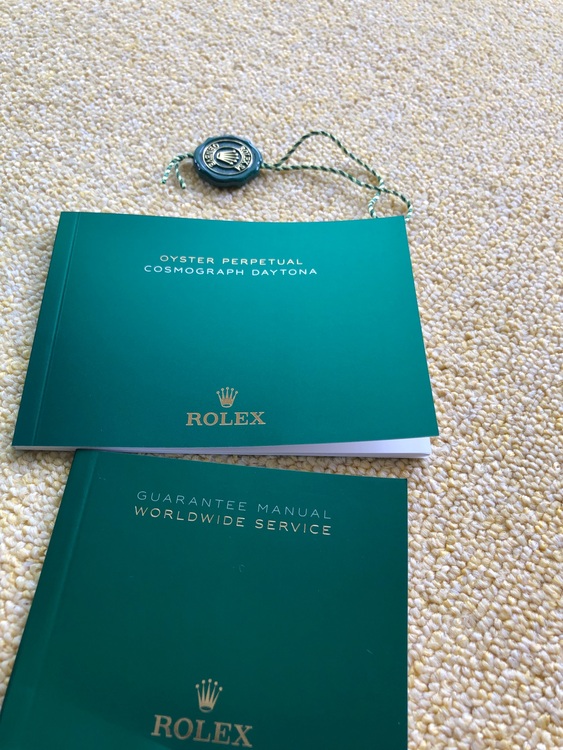 OYSTER PERPETUAL
COSMOGRAPH DAYTONA
ROLEX
GUARANTEE MANUAL
WORLDWIDE SERVICE
ROLEX